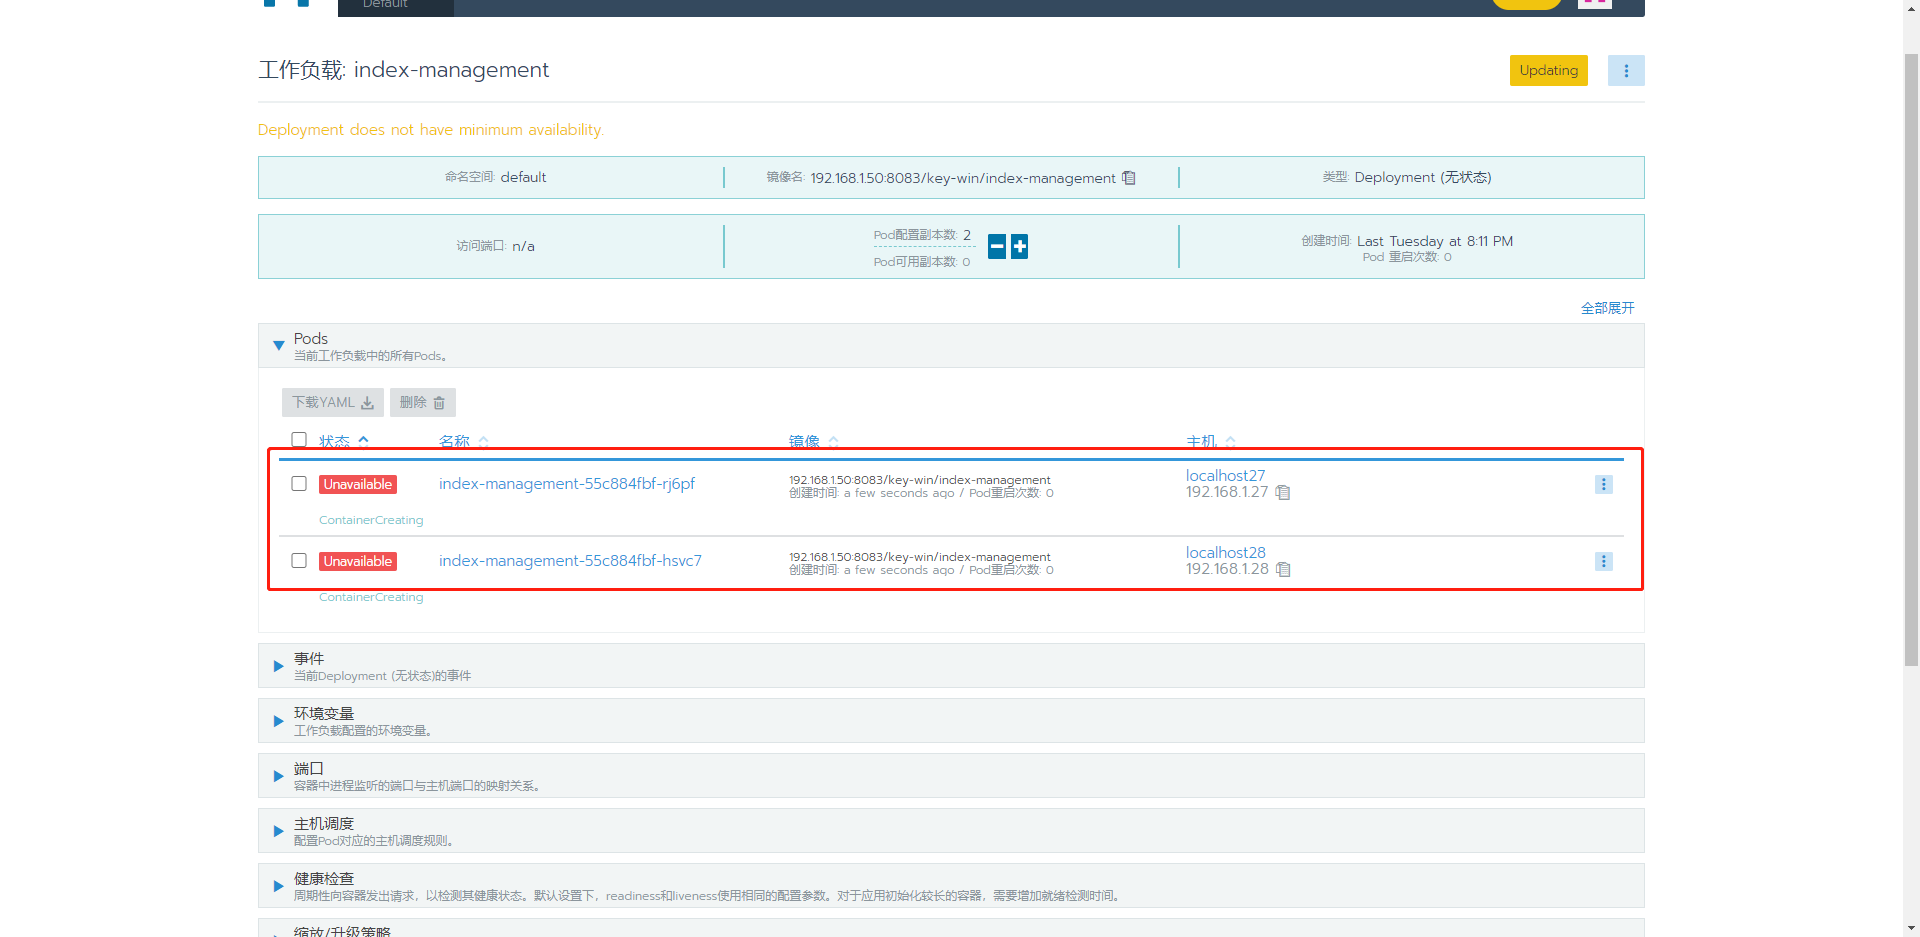 Default
工作负载: index-management
Updating
Deployment does not have minimum availability.
命名空间: default
镜像名: 192.168.1.50:8083/key-win/index-management
类型: Deployment (无状态)
访问端口: n/a
Pod配置副本数: 2
Pod可用副本数: 0
创建时间: Last Tuesday at 8:11 PM
Pod 重启次数: 0
全部展开
Pods
当前工作负载中的所有Pods。
下载YAML
删除
状态 名称 镜像 主机
Unavailable index-management-55c884fbf-rj6pf
192.168.1.50:8083/key-win/index-management
创建时间: a few seconds ago / Pod重启次数: 0
localhost27
192.168.1.27
ContainerCreating
Unavailable index-management-55c884fbf-hsvc7
192.168.1.50:8083/key-win/index-management
创建时间: a few seconds ago / Pod重启次数: 0
localhost28
192.168.1.28
ContainerCreating
事件
当前Deployment (无状态)的事件
环境变量
工作负载配置的环境变量。
端口
容器中进程监听的端口与主机端口的映射关系。
主机调度
配置Pod对应的主机调度规则。
健康检查
周期性向容器发出请求，以检测其健康状态。默认设置下，readiness和liveness使用相同的配置参数。对于应用初始化较长的容器，需要增加就绪检测时间。
缩放/升级策略